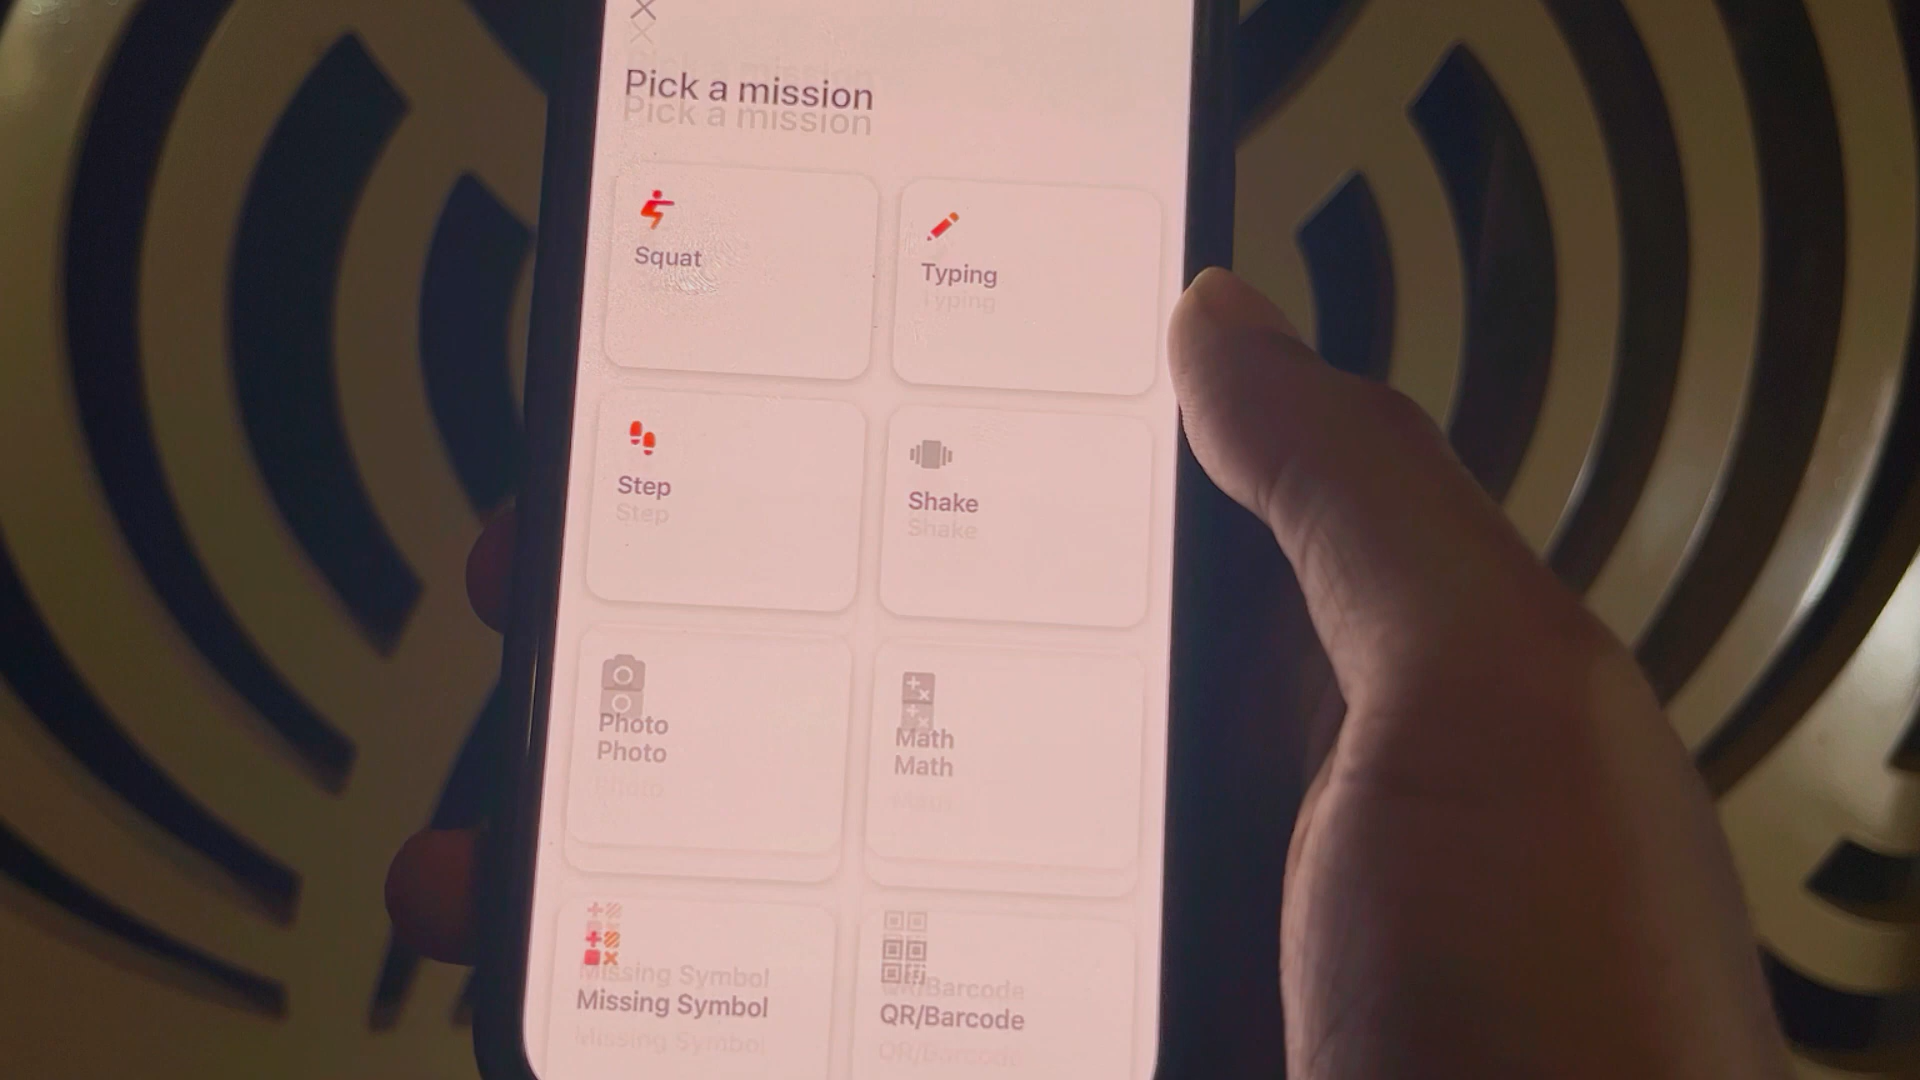 Pick a mission
Squat
Typing
Step
Shake
Photo
Math
Missing Symbol
QR/Barcode